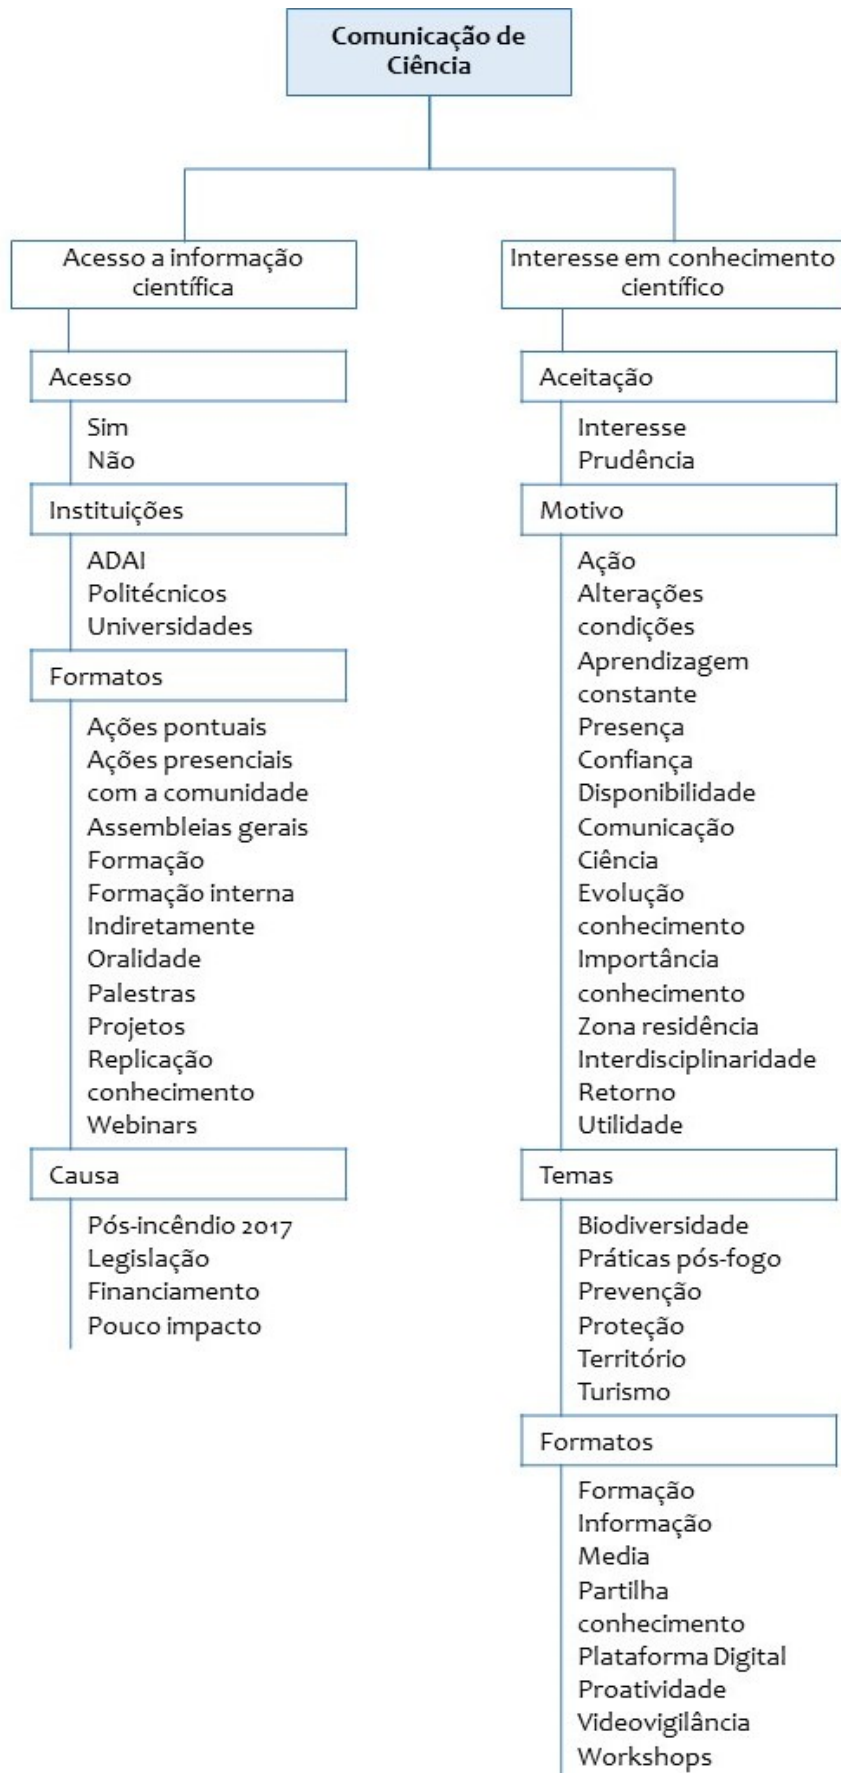 Comunicação de
Ciência
Acesso a informação
científica
Acesso
Sim
Não
Instituições
ADAI
Politécnicos
Universidades
Formatos
Ações pontuais
Ações presenciais
com a comunidade
Assembleias gerais
Formação
Formação interna
Indiretamente
Oralidade
Palestras
Projetos
Replicação
conhecimento
Webinars
Causa
Pós-incêndio 2017
Legislação
Financiamento
Pouco impacto
Interesse em conhecimento
científico
Aceitação
Interesse
Prudência
Motivo
Ação
Alterações
condições
Aprendizagem
constante
Presença
Confiança
Disponibilidade
Comunicação
Ciência
Evolução
conhecimento
Importância
conhecimento
Zona residência
Interdisciplinaridade
Retorno
Utilidade
Temas
Biodiversidade
Práticas pós-fogo
Prevenção
Proteção
Território
Turismo
Formatos
Formação
Informação
Media
Partilha
conhecimento
Plataforma Digital
Proatividade
Videovigilância
Workshops